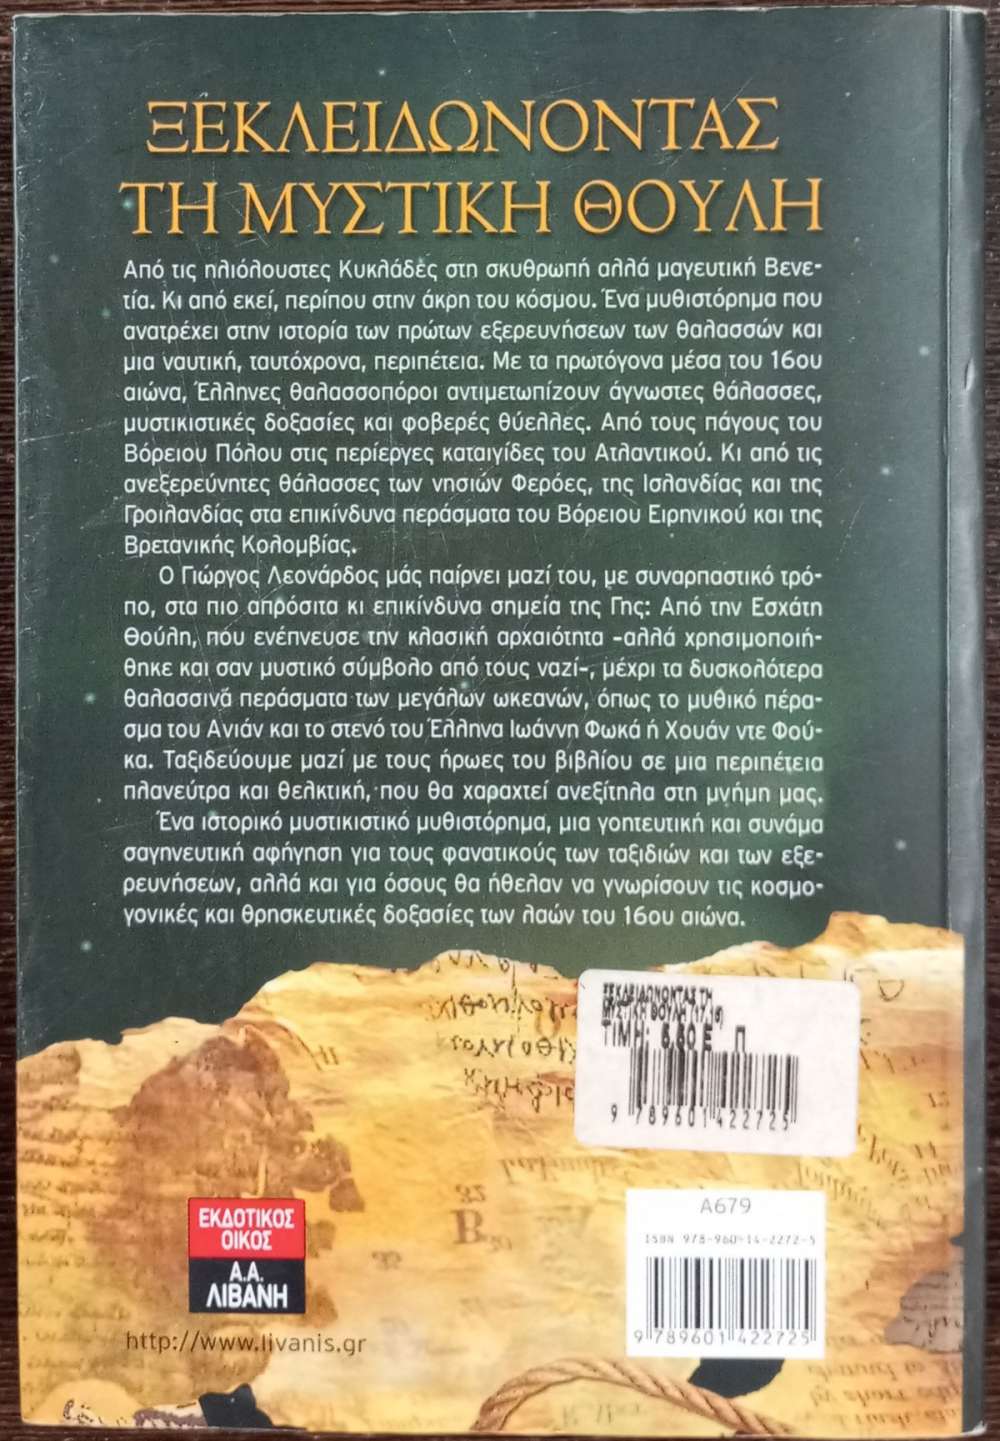 ΞΕΚΛΕΙΔΩΝΟΝΤΑΣ
ΤΗ ΜΥΣΤΙΚΗ ΘΟΥΛΗ
Από τις ηλιόλουστες Κυκλάδες στη σκυθρωπή αλλά μαγευτική Βενε-
τία. Κι από εκεί, περίπου στην άκρη του κόσμου. Ένα μυθιστόρημα που
ανατρέχει στην ιστορία των πρώτων εξερευνήσεων των θαλασσών και
μια ναυτική, ταυτόχρονα, περιπέτεια. Με τα πρωτόγονα μέσα του 16ου
αιώνα, Έλληνες θαλασσοπόροι αντιμετωπίζουν άγνωστες θάλασσες,
μυστικιστικές δοξασίες και φοβερές θύελλες. Από τους πάγους του
Βόρειου Πόλου στις περίεργες καταιγίδες του Ατλαντικού. Κι από τις
ανεξερεύνητες θάλασσες των νησιών Φερόες, της Ισλανδίας και της
Γροιλανδίας στα επικίνδυνα περάσματα του Βόρειου Ειρηνικού και της
Βρετανικής Κολομβίας.
Ο Γιώργος Λεονάρδος μάς παίρνει μαζί του, με συναρπαστικό τρό-
πο, στα πιο απρόσιτα κι επικίνδυνα σημεία της Γης: Από την Εσχάτη
Θούλη, που ενέπνευσε την κλασική αρχαιότητα –αλλά χρησιμοποιή-
θηκε και σαν μυστικό σύμβολο από τους ναζί–, μέχρι τα δυσκολότερα
θαλασσινά περάσματα των μεγάλων ωκεανών, όπως το μυθικό πέρα-
σμα του Ανιάν και το στενό του Έλληνα Ιωάννη Φωκά ή Χουάν ντε Φού-
κα. Ταξιδεύουμε μαζί με τους ήρωες του βιβλίου σε μια περιπέτεια
πλανεύτρα και θελκτική, που θα χαραχτεί ανεξίτηλα στη μνήμη μας.
Ένα ιστορικό μυστικιστικό μυθιστόρημα, μια γοητευτική και συνάμα
σαγηνευτική αφήγηση για τους φανατικούς των ταξιδιών και των εξε-
ρευνήσεων, αλλά και για όσους θα ήθελαν να γνωρίσουν τις κοσμο-
γονικές και θρησκευτικές δοξασίες των λαών του 16ου αιώνα.
ΞΕΚΛΕΙΔΩΝΟΝΤΑΣ ΤΗ
ΜΥΣΤΙΚΗ ΘΟΥΛΗ (17.16)
ΤΙΜΗ: 6,60 Ε Π
9 789601 422725
Α679
ISBN 978-960-14-2272-5
9 789601 422725
ΕΚΔΟΤΙΚΟΣ
ΟΙΚΟΣ
Α.Α.
ΛΙΒΑΝΗ
http://www.livanis.gr